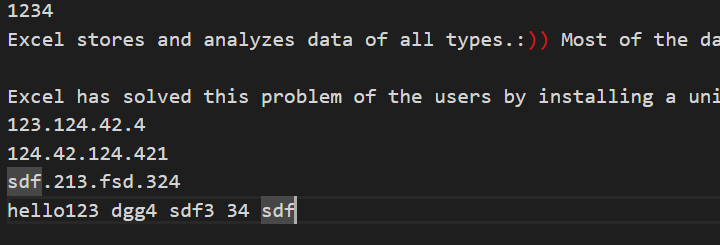 1234
Excel stores and analyzes data of all types.:)) Most of the da
Excel has solved this problem of the users by installing a uni
123.124.42.4
124.42.124.421
sdf.213.fsd.324
hello123 dgg4 sdf3 34 sdf